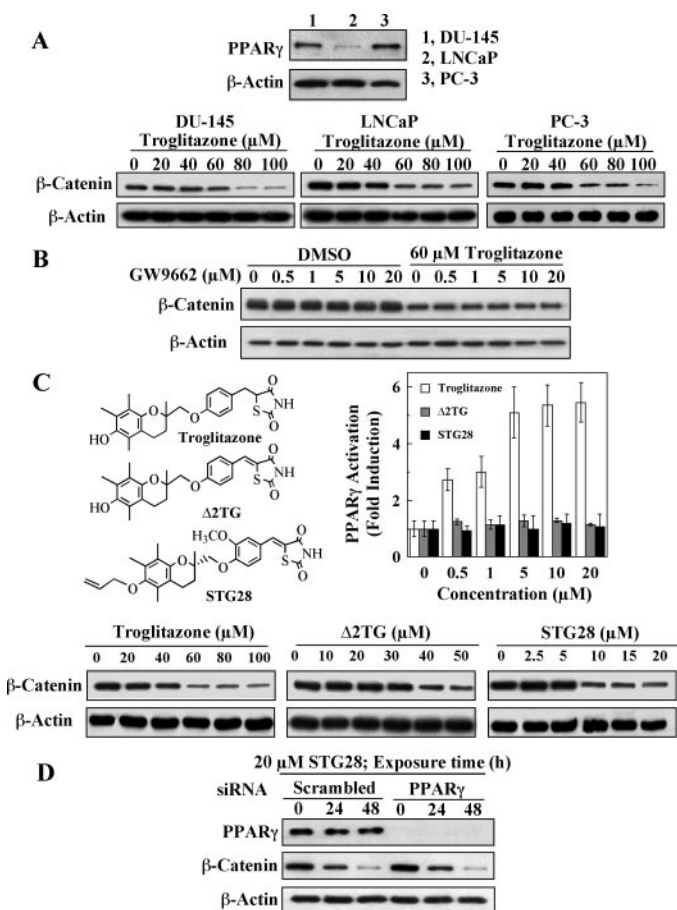 A
1 2 3
PPARγ
β-Actin
1, DU-145
2, LNCaP
3, PC-3
DU-145 LNCaP PC-3
Troglitazone (µM) Troglitazone (µM) Troglitazone (µM)
0 20 40 60 80 100 0 20 40 60 80 100 0 20 40 60 80 100
β-Catenin
β-Actin
B
DMSO 60 µM Troglitazone
GW9662 (µM) 0 0.5 1 5 10 20 0 0.5 1 5 10 20
β-Catenin
β-Actin
C
O
NH
S
O
O
O
HO
Troglitazone
O
NH
S
O
O
O
HO
Δ2TG
H₃CO
O
NH
S
O
O
O
O
STG28
PPARγ Activation
(Fold Induction)
6
4
2
0
Troglitazone
Δ2TG
STG28
0 0.5 1 5 10 20
Concentration (µM)
Troglitazone (µM) Δ2TG (µM) STG28 (µM)
0 20 40 60 80 100 0 10 20 30 40 50 0 2.5 5 10 15 20
β-Catenin
β-Actin
D
20 µM STG28; Exposure time (h)
siRNA Scrambled PPARγ
0 24 48 0 24 48
PPARγ
β-Catenin
β-Actin